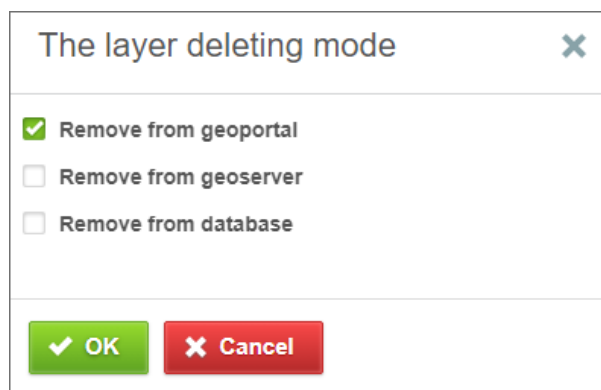 The layer deleting mode
Remove from geoportal
Remove from geoserver
Remove from database
OK Cancel